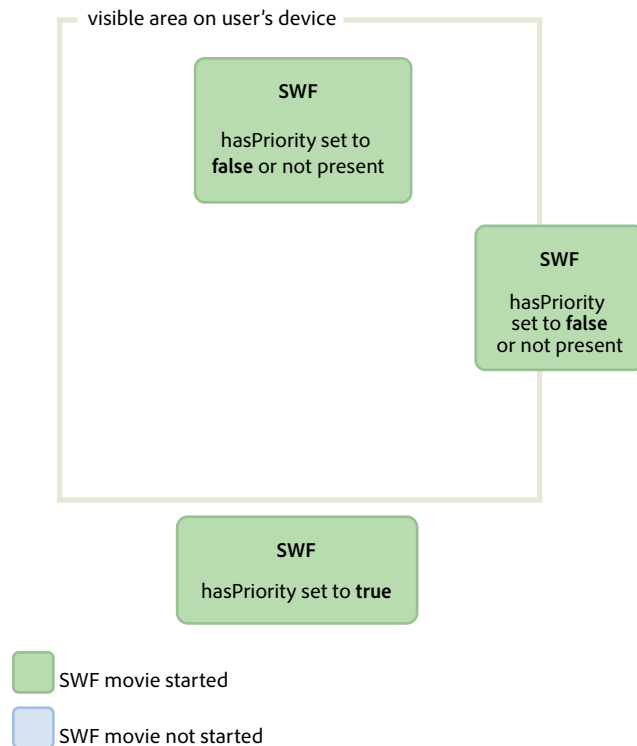 visible area on user’s device
SWF
hasPriority set to
false or not present
SWF
hasPriority
set to false
or not present
SWF
hasPriority set to true
SWF movie started
SWF movie not started